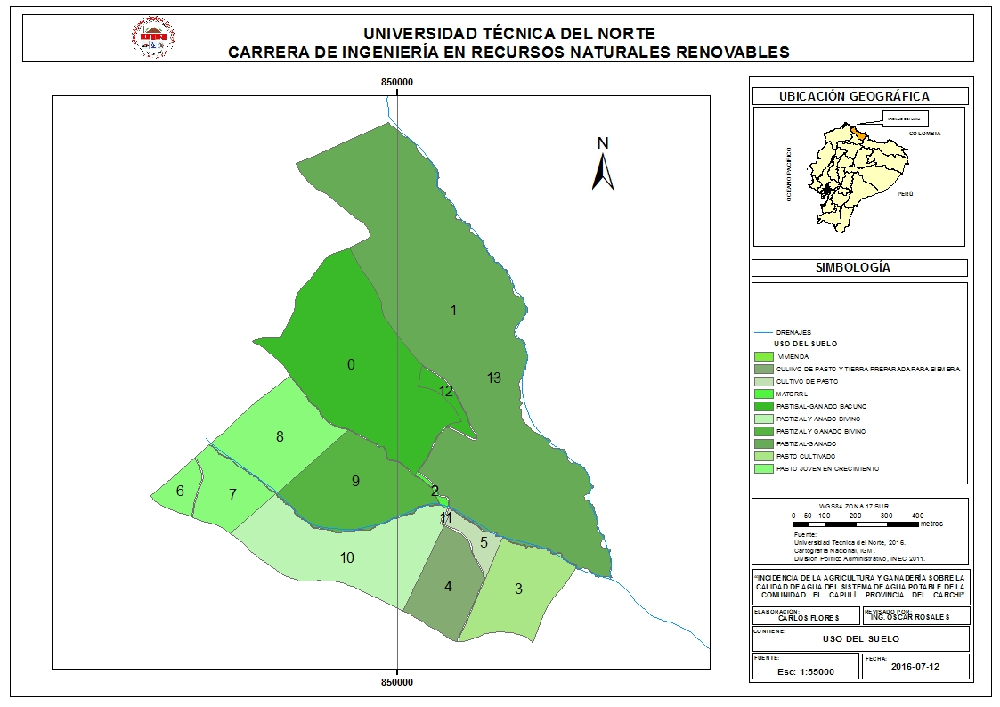 UNIVERSIDAD TÉCNICA DEL NORTE
CARRERA DE INGENIERÍA EN RECURSOS NATURALES RENOVABLES
850000
N
1
0
13
12
8
9
2
6
7
11
5
10
4
3
850000
UBICACIÓN GEOGRÁFICA
ÁREA DE ESTUDIO
COLOMBIA
OCEANO PACÍFICO
PERÚ
SIMBOLOGÍA
DRENAJES
USO DEL SUELO
VIVIENDA
CULIIVO DE PASTO Y TIERRA PREPARADA PARA SIEMBRA
CULTIVO DE PASTO
MATORRL
PASTISAL-GANADO BACUNO
PASTIZAL Y ANADO BIVINO
PASTIZAL Y GANADO BIVINO
PASTIZAL-GANADO
PASTO CULTIVADO
PASTO JOVEN EN CRECIMIENTO
WGS84 ZONA 17 SUR
0 50 100 200 300 400
metros
Fuente:
Universidad Tecnica del Norte, 2016.
Cartografía Nacional, IGM.
División Político Administrativo, INEC 2011.
“INCIDENCIA DE LA AGRICULTURA Y GANADERÍA SOBRE LA
CALIDAD DE AGUA DEL SISTEMA DE AGUA POTABLE DE LA
COMUNIDAD EL CAPULÍ. PROVINCIA DEL CARCHI”.
ELABORACIÓN:
CARLOS FLORES
REVISADO POR:
ING. OSCAR ROSALES
CONTIENE:
USO DEL SUELO
FUENTE:
Esc: 1:55000
FECHA:
2016-07-12